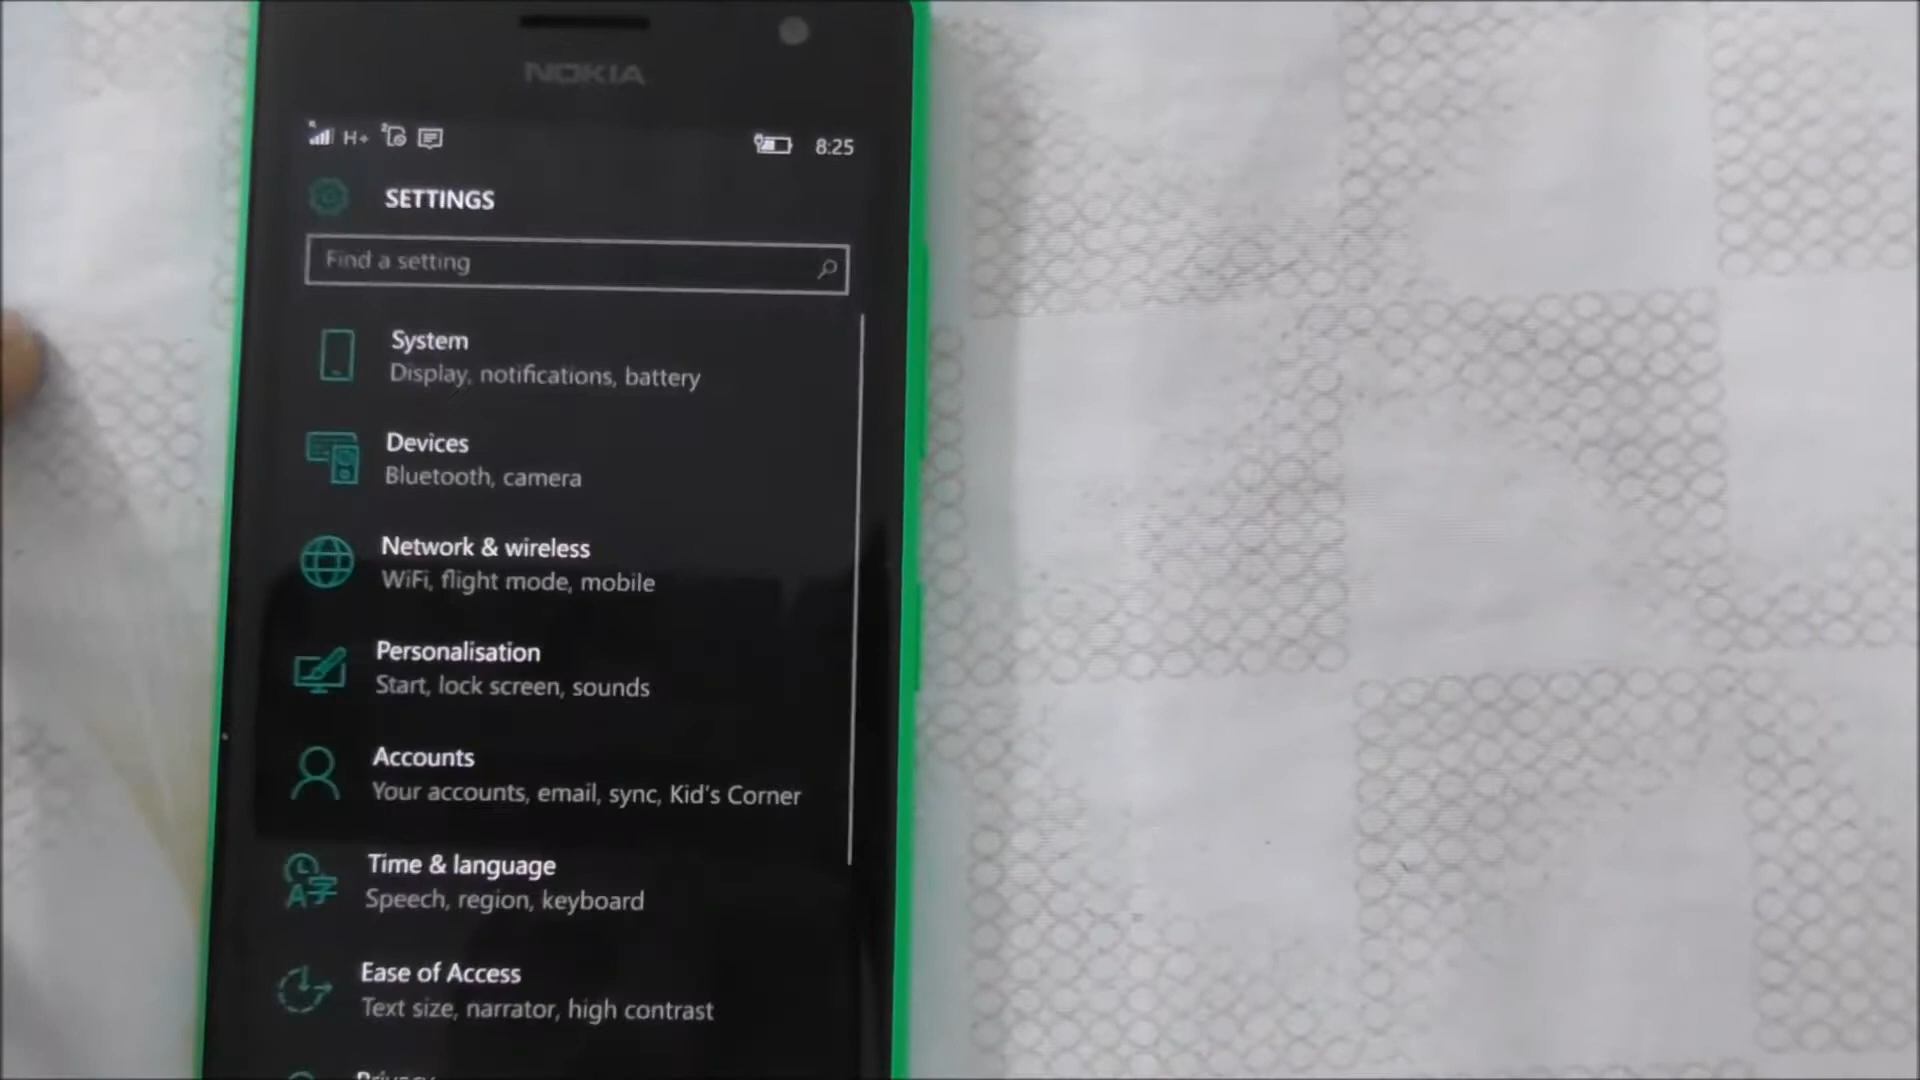 NOKIA
H+ 2 8:25
SETTINGS
Find a setting
System
Display, notifications, battery
Devices
Bluetooth, camera
Network & wireless
WiFi, flight mode, mobile
Personalisation
Start, lock screen, sounds
Accounts
Your accounts, email, sync, Kid's Corner
Time & language
Speech, region, keyboard
Ease of Access
Text size, narrator, high contrast
Privacy